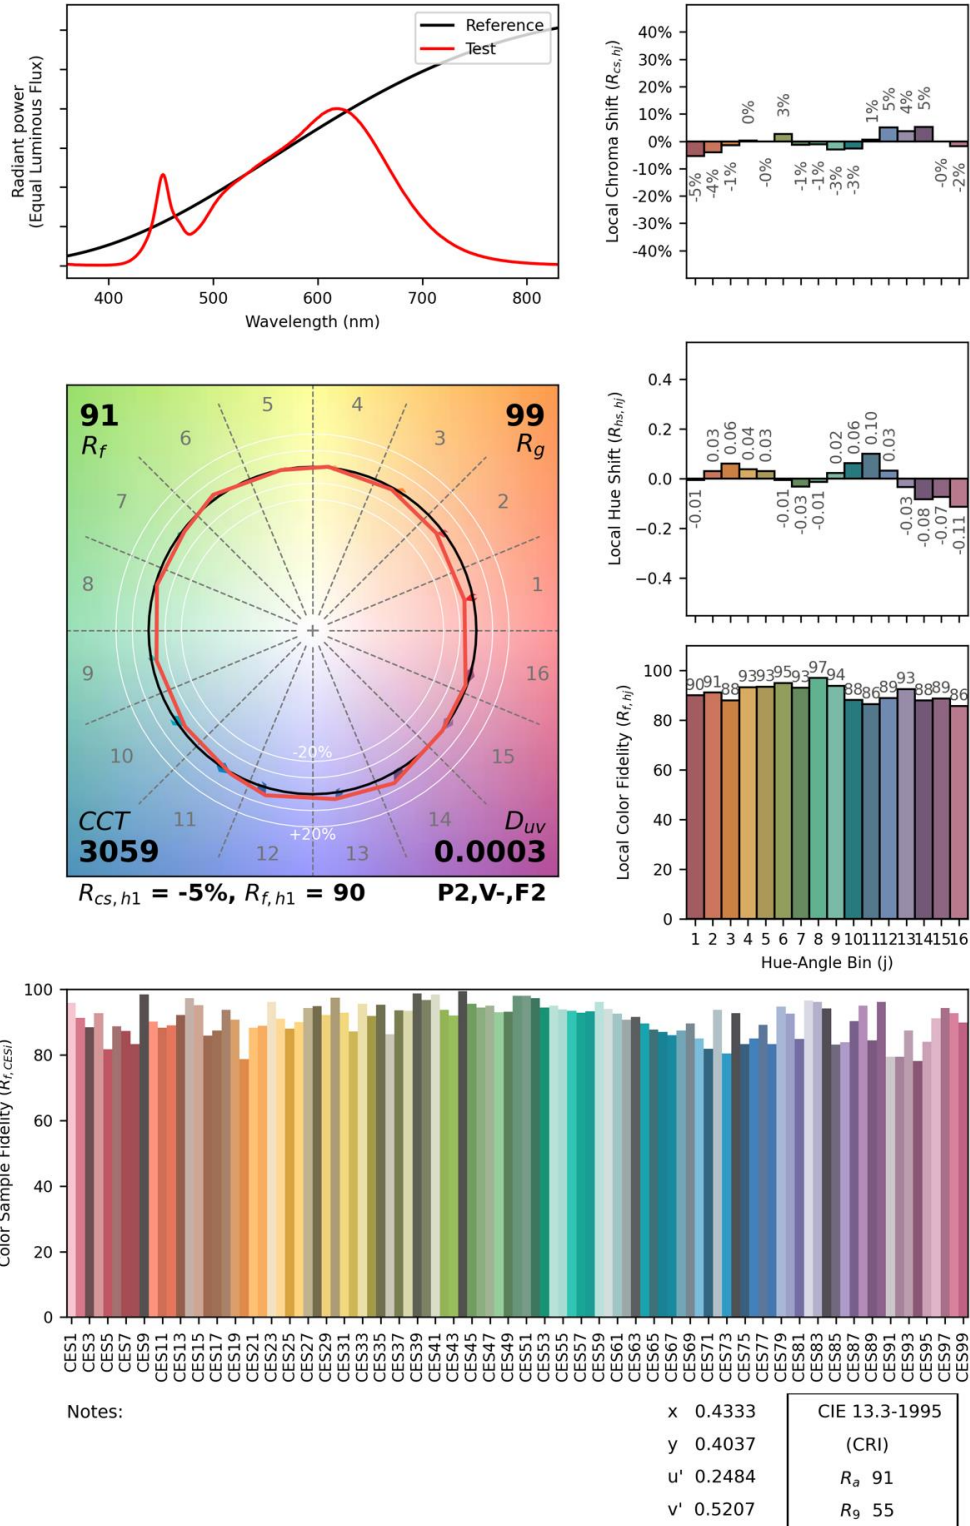 Reference
Test
Radiant power
(Equal Luminous Flux)
400 500 600 700 800
Wavelength (nm)
Local Chroma Shift (Rcs,hj)
40%
30%
20%
10%
0%
-10%
-20%
-30%
-40%
-5% -4% -1% 0% -0% 3% -1% -1% -3% -3% 1% 5% 4% 5% -0% -2%
Local Hue Shift (Rhs,hj)
0.4
0.2
0.0
−0.2
−0.4
-0.01 0.03 0.06 0.04 0.03 -0.01 -0.03 -0.01 0.02 0.06 0.10 0.03 -0.03 -0.08 -0.07 -0.11
91
Rf
99
Rg
1
2
3
4
5
6
7
8
9
10
11
12
13
14
15
16
-20%
+20%
CCT
3059
Duv
0.0003
Rcs,h1 = -5%, Rf,h1 = 90
P2,V-,F2
Local Color Fidelity (Rf,hj)
100
80
60
40
20
0
90 91 88 93 93 95 93 97 94 88 86 89 93 88 89 86
1 2 3 4 5 6 7 8 9 10 11 12 13 14 15 16
Hue-Angle Bin (j)
Color Sample Fidelity (Rf,CESi)
100
80
60
40
20
0
CES1 CES3 CES5 CES7 CES9 CES11 CES13 CES15 CES17 CES19 CES21 CES23 CES25 CES27 CES29 CES31 CES33 CES35 CES37 CES39 CES41 CES43 CES45 CES47 CES49 CES51 CES53 CES55 CES57 CES59 CES61 CES63 CES65 CES67 CES69 CES71 CES73 CES75 CES77 CES79 CES81 CES83 CES85 CES87 CES89 CES91 CES93 CES95 CES97 CES99
Notes:
x 0.4333
y 0.4037
u' 0.2484
v' 0.5207
CIE 13.3-1995
(CRI)
Ra 91
R9 55